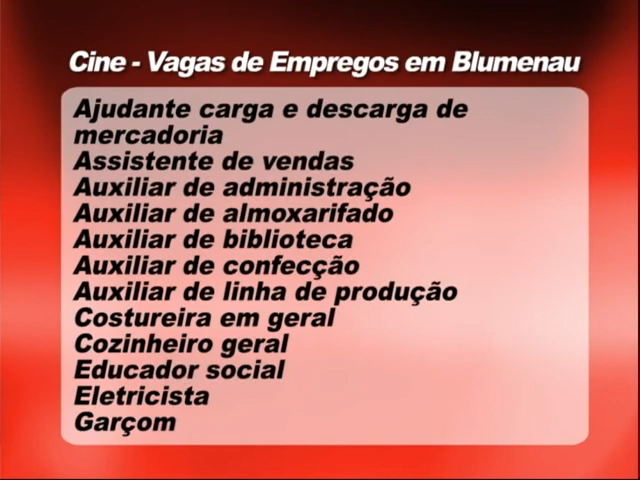 Cine - Vagas de Empregos em Blumenau
Ajudante carga e descarga de
mercadoria
Assistente de vendas
Auxiliar de administração
Auxiliar de almoxarifado
Auxiliar de biblioteca
Auxiliar de confecção
Auxiliar de linha de produção
Costureira em geral
Cozinheiro geral
Educador social
Eletricista
Garçom